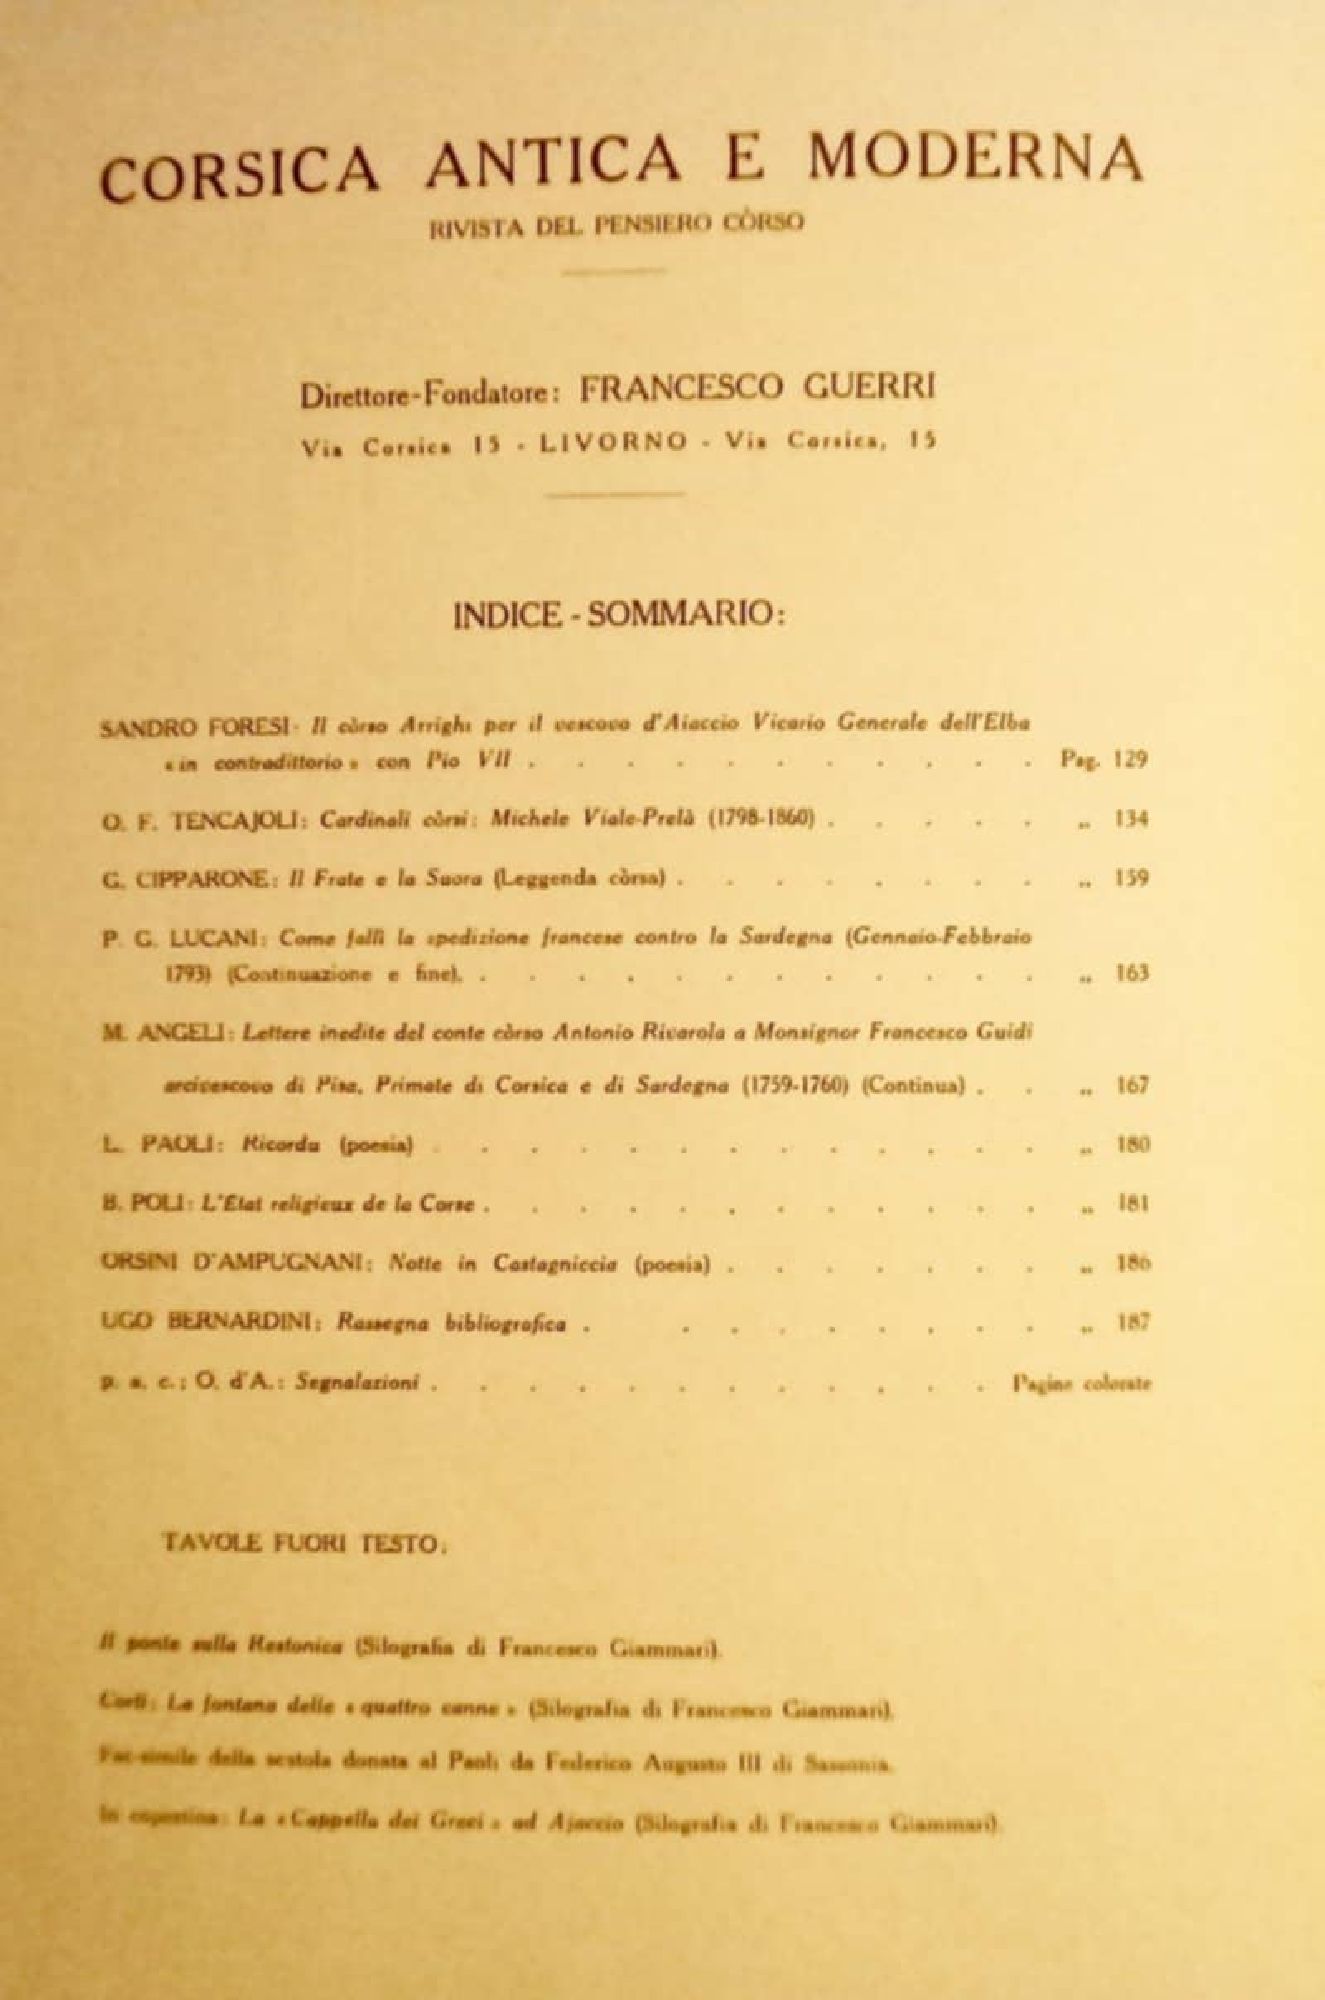 CORSICA ANTICA E MODERNA
RIVISTA DEL PENSIERO CÒRSO
Direttore-Fondatore: FRANCESCO GUERRI
Via Corsica 15 - LIVORNO - Via Corsica, 15
INDICE - SOMMARIO:
SANDRO FORESI- Il còrso Arrighi per il vescovo d'Aiaccio Vicario Generale dell'Elba
« in contradittorio » con Pio VII . . . . . . . . . . . Pag. 129
O. F. TENCAJOLI: Cardinali còrsi: Michele Viale-Prelà (1798-1860) . . . . . „ 134
G. CIPPARONE: Il Frate e la Suora (Leggenda còrsa) . . . . . . . . „ 159
P. G. LUCANI: Come fallì la spedizione francese contro la Sardegna (Gennaio-Febbraio
1793) (Continuazione e fine). . . . . . . . . . . . . „ 163
M. ANGELI: Lettere inedite del conte còrso Antonio Rivarola a Monsignor Francesco Guidi
arcivescovo di Pisa, Primate di Corsica e di Sardegna (1759-1760) (Continua) . . „ 167
L. PAOLI: Ricordu (poesia) . . . . . . . . . . . . . „ 180
B. POLI: L'Etat religieux de la Corse . . . . . . . . . . . . „ 181
ORSINI D'AMPUGNANI: Notte in Castagniccia (poesia) . . . . . . . „ 186
UGO BERNARDINI: Rassegna bibliografica . . . . . . . . . „ 187
p. a. c.; O. d'A.: Segnalazioni . . . . . . . . . . . . Pagine colorate
TAVOLE FUORI TESTO:
Il ponte sulla Restonica (Silografia di Francesco Giammari).
Corti: La fontana delle « quattro canne » (Silografia di Francesco Giammari).
Fac-simile della sestola donata al Paoli da Federico Augusto III di Sassonia.
In copertina: La « Cappella dei Greci » ad Ajaccio (Silografia di Francesco Giammari).